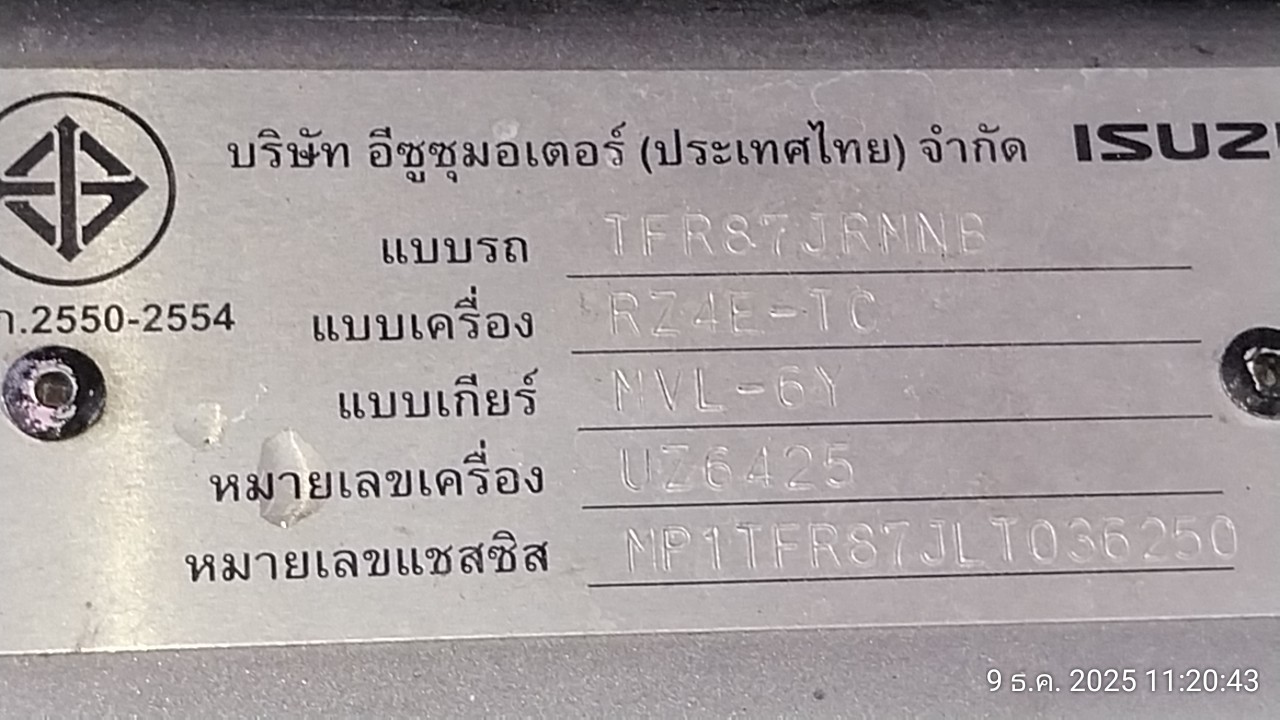 บริษัท อีซูซุมอเตอร์ (ประเทศไทย) จำกัด ISUZ
แบบรถ TFR87JRMNB
ก.2550-2554
แบบเครื่อง RZ4E-TC
แบบเกียร์ MVL-6Y
หมายเลขเครื่อง UZ6425
หมายเลขแชสซิส MP1TFR87JLT036250
9 ธ.ค. 2025 11:20:43